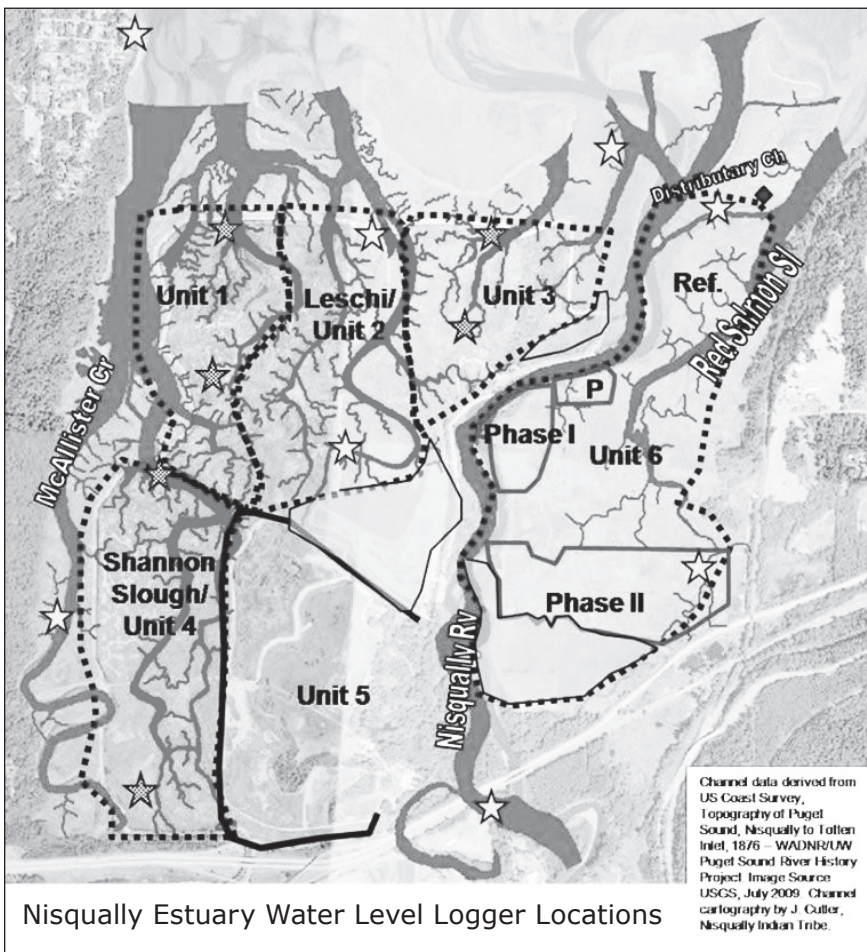 Distributary Ch
Unit 1
Leschi/
Unit 2
Unit 3
Ref.
Red Salmon Sl
McAllister Cr
P
Phase I
Unit 6
Shannon
Slough/
Unit 4
Phase II
Unit 5
Nisqually Rv
Channel data derived from
US Coast Survey,
Topography of Puget
Sound, Nisqually to Totten
Inlet, 1876 – WADNR/UW
Puget Sound River History
Project. Image Source
USGS, July 2009. Channel
cartography by J. Cutler,
Nisqually Indian Tribe.
Nisqually Estuary Water Level Logger Locations